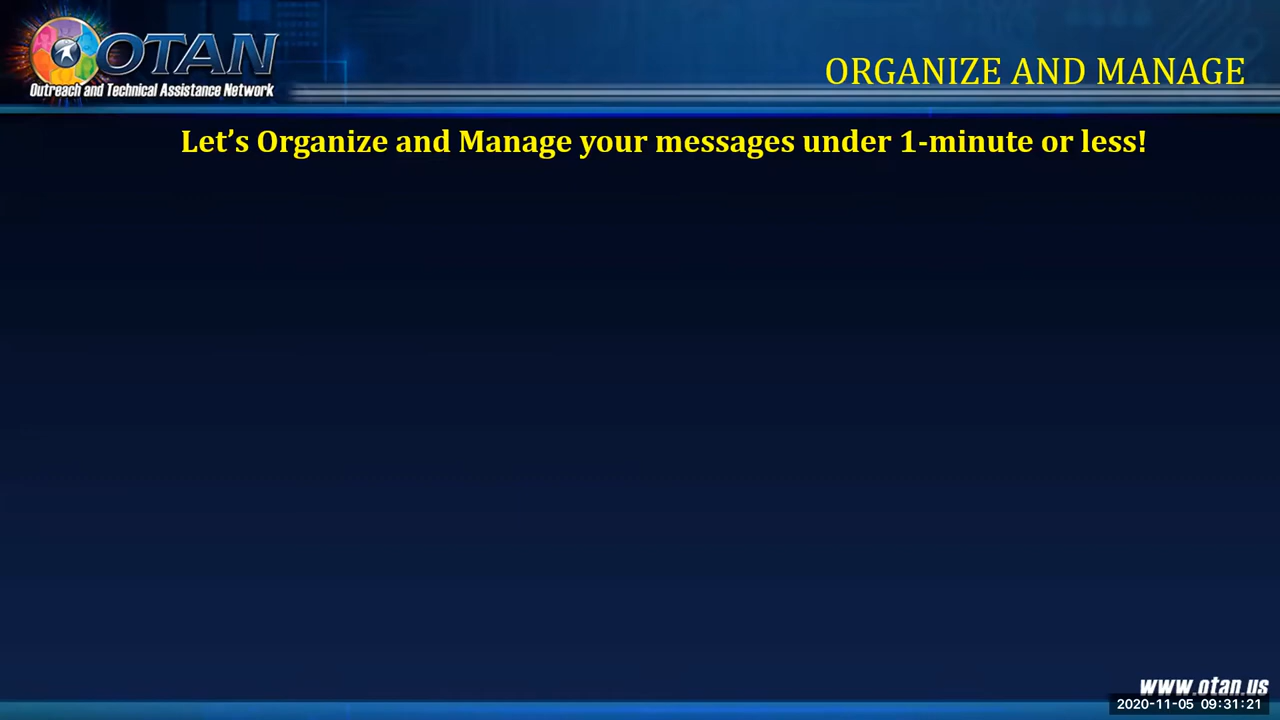 OTAN
Outreach and Technical Assistance Network
ORGANIZE AND MANAGE
Let’s Organize and Manage your messages under 1-minute or less!
www.otan.us
2020-11-05 09:31:21